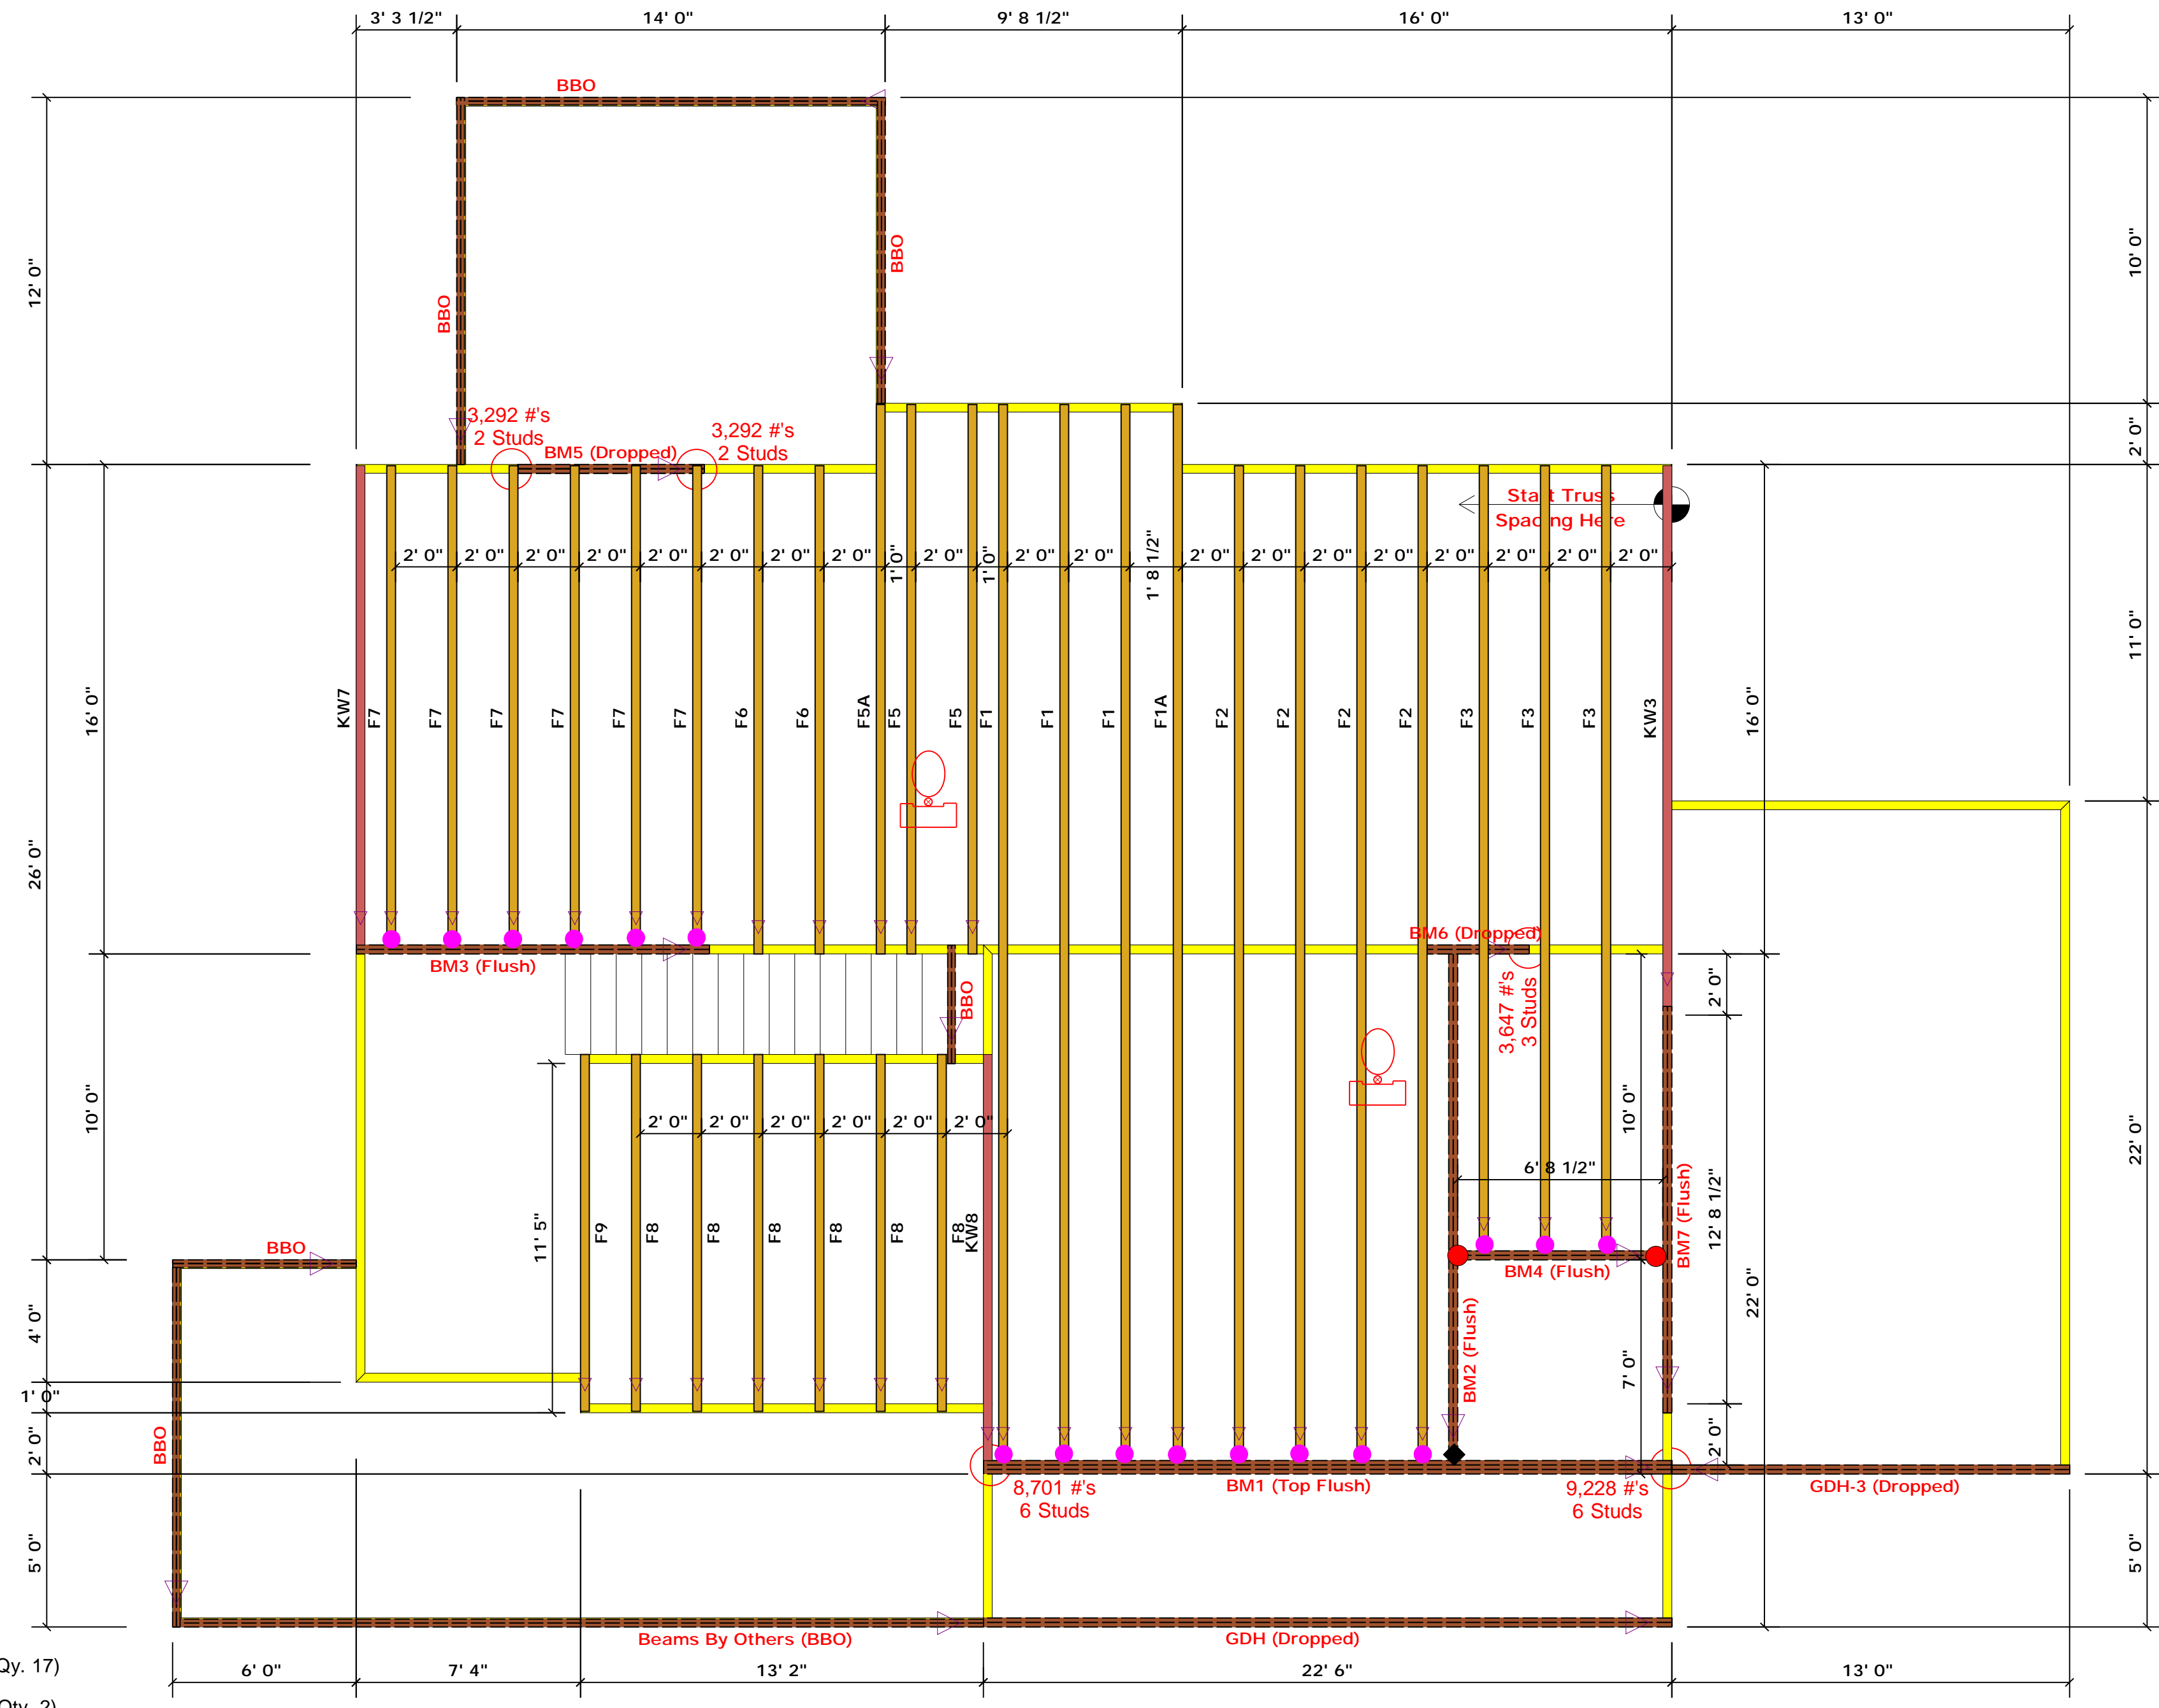 3' 3 1/2" 14' 0" 9' 8 1/2" 16' 0" 13' 0"
BBO
BBO
BBO
12' 0"
10' 0"
2' 0"
3,292 #'s
2 Studs
BM5 (Dropped)
3,292 #'s
2 Studs
Start Truss
Spacing Here
2' 0" 2' 0" 2' 0" 2' 0" 2' 0" 2' 0" 2' 0" 2' 0" 1' 0" 2' 0" 1' 0" 2' 0" 2' 0" 1' 8 1/2" 2' 0" 2' 0" 2' 0" 2' 0" 2' 0" 2' 0" 2' 0" 2' 0"
11' 0"
16' 0"
KW7 F7 F7 F7 F7 F7 F7 F6 F6 F5A F5 F5 F1 F1 F1 F1A F2 F2 F2 F2 F3 F3 F3 KW3
16' 0"
26' 0"
BM3 (Flush)
BM6 (Dropped)
BBO
3,647 #'s
3 Studs
2' 0"
10' 0"
10' 0"
2' 0" 2' 0" 2' 0" 2' 0" 2' 0" 2' 0"
22' 0"
6' 8 1/2"
12' 8 1/2"
BM7 (Flush)
11' 5"
F9 F8 F8 F8 F8 F8 F8 KW8
BBO
BM4 (Flush)
22' 0"
4' 0"
BM2 (Flush)
7' 0"
1' 0"
BBO
2' 0"
2' 0"
8,701 #'s
6 Studs
BM1 (Top Flush)
9,228 #'s
6 Studs
GDH-3 (Dropped)
5' 0"
5' 0"
Beams By Others (BBO)
GDH (Dropped)
Qy. 17)
6' 0" 7' 4" 13' 2" 22' 6" 13' 0"